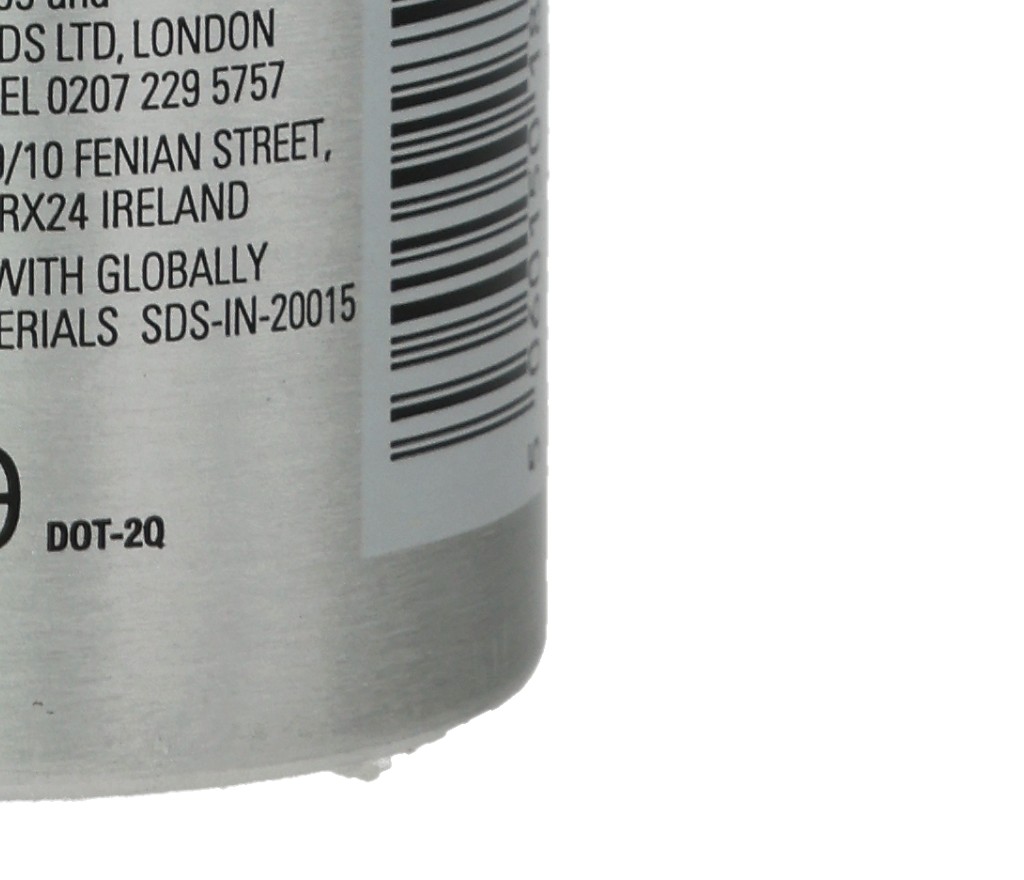 and
DS LTD, LONDON
EL 0207 229 5757
/10 FENIAN STREET,
RX24 IRELAND
WITH GLOBALLY
ERIALS SDS-IN-20015
DOT-2Q